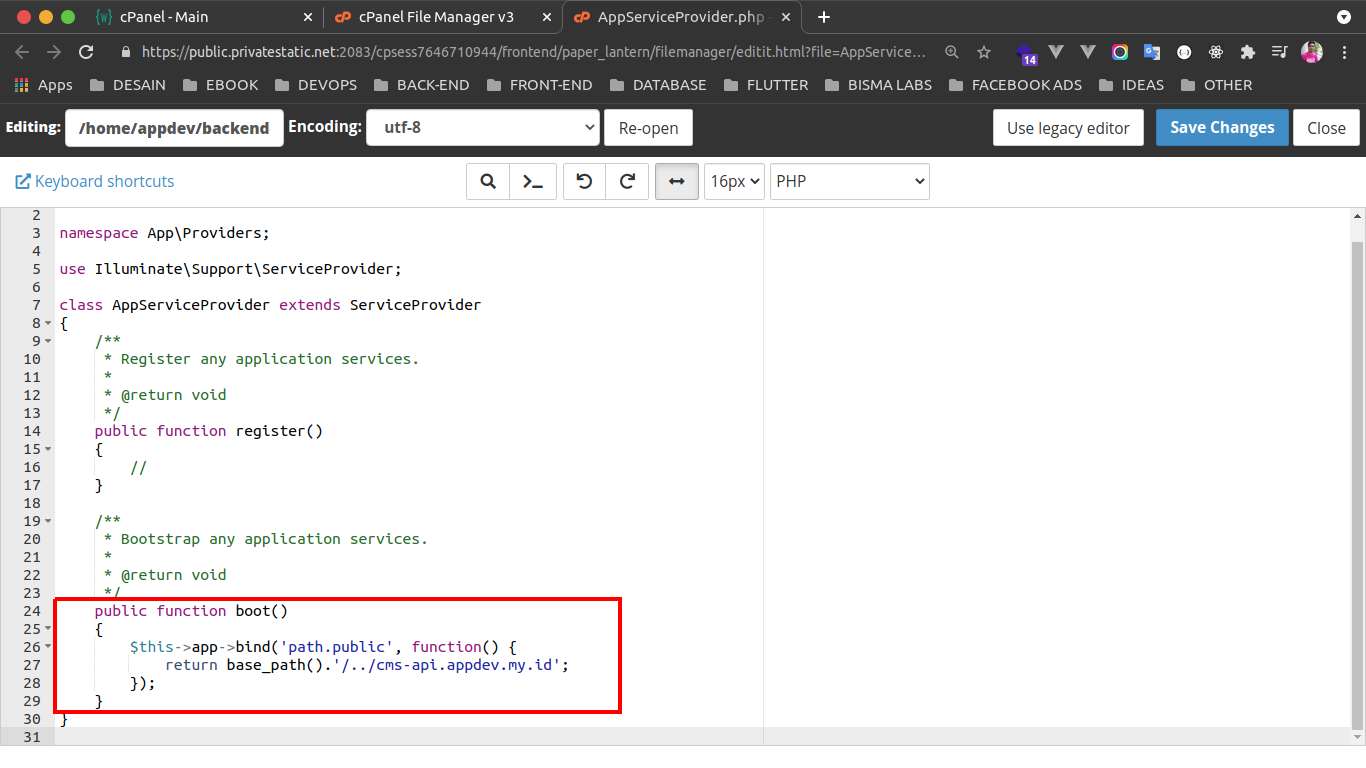 cPanel - Main
cPanel File Manager v3
AppServiceProvider.php -
https://public.privatestatic.net:2083/cpsess7646710944/frontend/paper_lantern/filemanager/editit.html?file=AppService...
14
Apps
DESAIN
EBOOK
DEVOPS
BACK-END
FRONT-END
DATABASE
FLUTTER
BISMA LABS
FACEBOOK ADS
IDEAS
OTHER
Editing:
/home/appdev/backend
Encoding:
utf-8
Re-open
Use legacy editor
Save Changes
Close
Keyboard shortcuts
16px
PHP
2
3 namespace App\Providers;
4
5 use Illuminate\Support\ServiceProvider;
6
7 class AppServiceProvider extends ServiceProvider
8 {
9     /**
10      * Register any application services.
11      *
12      * @return void
13      */
14     public function register()
15     {
16         //
17     }
18
19     /**
20      * Bootstrap any application services.
21      *
22      * @return void
23      */
24     public function boot()
25     {
26         $this->app->bind('path.public', function() {
27             return base_path().'/../cms-api.appdev.my.id';
28         });
29     }
30 }
31